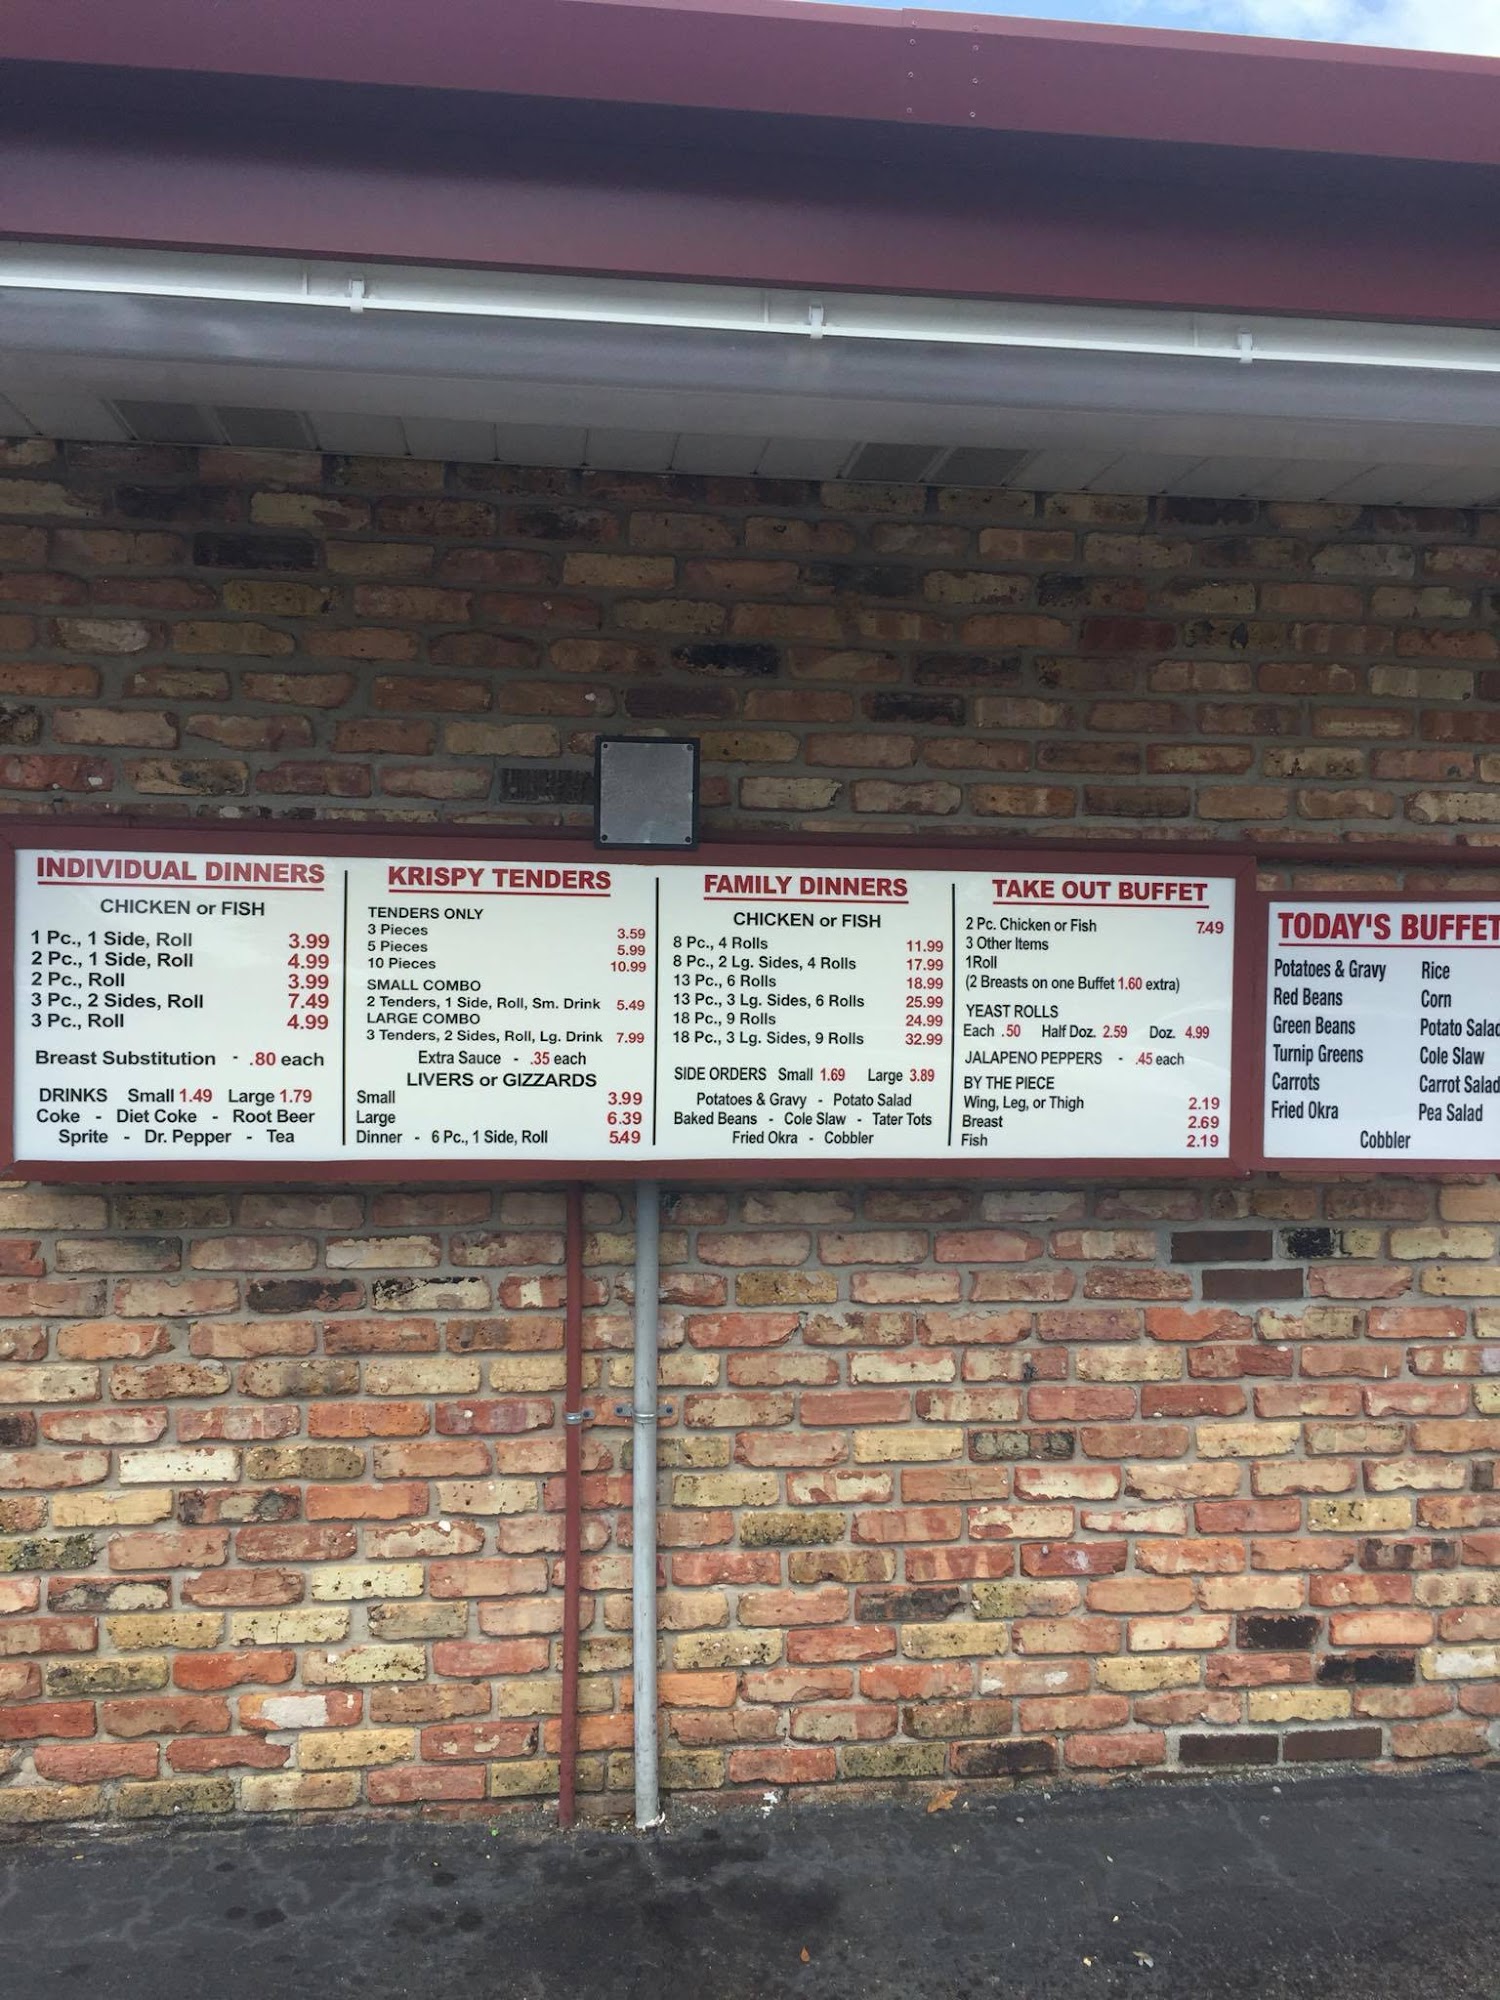 INDIVIDUAL DINNERS
CHICKEN or FISH
1 Pc., 1 Side, Roll 3.99
2 Pc., 1 Side, Roll 4.99
2 Pc., Roll 3.99
3 Pc., 2 Sides, Roll 7.49
3 Pc., Roll 4.99
Breast Substitution - .80 each
DRINKS Small 1.49 Large 1.79
Coke - Diet Coke - Root Beer
Sprite - Dr. Pepper - Tea
KRISPY TENDERS
TENDERS ONLY
3 Pieces 3.59
5 Pieces 5.99
10 Pieces 10.99
SMALL COMBO
2 Tenders, 1 Side, Roll, Sm. Drink 5.49
LARGE COMBO
3 Tenders, 2 Sides, Roll, Lg. Drink 7.99
Extra Sauce - .35 each
LIVERS or GIZZARDS
Small 3.99
Large 6.39
Dinner - 6 Pc., 1 Side, Roll 5.49
FAMILY DINNERS
CHICKEN or FISH
8 Pc., 4 Rolls 11.99
8 Pc., 2 Lg. Sides, 4 Rolls 17.99
13 Pc., 6 Rolls 18.99
13 Pc., 3 Lg. Sides, 6 Rolls 25.99
18 Pc., 9 Rolls 24.99
18 Pc., 3 Lg. Sides, 9 Rolls 32.99
SIDE ORDERS Small 1.69 Large 3.89
Potatoes & Gravy - Potato Salad
Baked Beans - Cole Slaw - Tater Tots
Fried Okra - Cobbler
TAKE OUT BUFFET
2 Pc. Chicken or Fish 7.49
3 Other Items
1Roll
(2 Breasts on one Buffet 1.60 extra)
YEAST ROLLS
Each .50 Half Doz. 2.59 Doz. 4.99
JALAPENO PEPPERS - .45 each
BY THE PIECE
Wing, Leg, or Thigh 2.19
Breast 2.69
Fish 2.19
TODAY'S BUFFET
Potatoes & Gravy Rice
Red Beans Corn
Green Beans Potato Salad
Turnip Greens Cole Slaw
Carrots Carrot Salad
Fried Okra Pea Salad
Cobbler